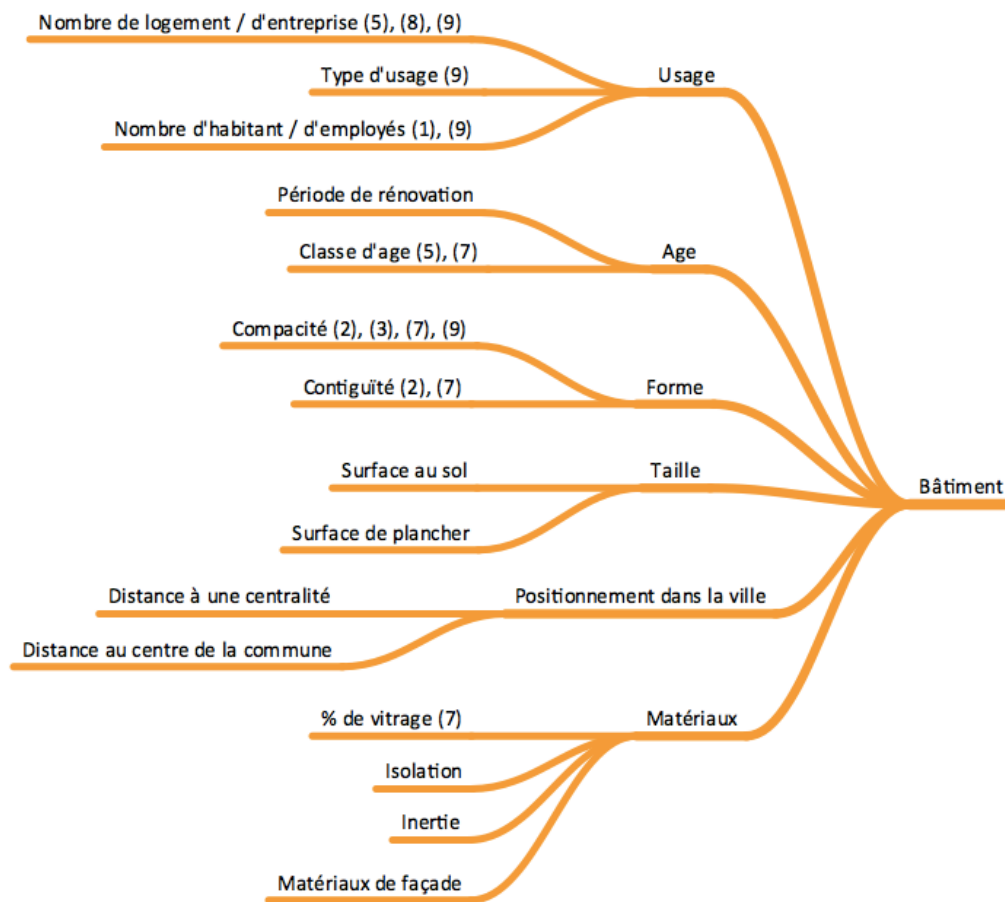 Nombre de logement / d'entreprise (5), (8), (9)
Type d'usage (9)
Usage
Nombre d'habitant / d'employés (1), (9)
Période de rénovation
Classe d'age (5), (7)
Age
Compacité (2), (3), (7), (9)
Contiguïté (2), (7)
Forme
Surface au sol
Taille
Bâtiment
Surface de plancher
Distance à une centralité
Positionnement dans la ville
Distance au centre de la commune
% de vitrage (7)
Matériaux
Isolation
Inertie
Matériaux de façade